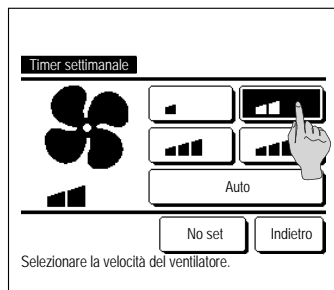 Timer settimanale
Auto
No set
Indietro
Selezionare la velocità del ventilatore.